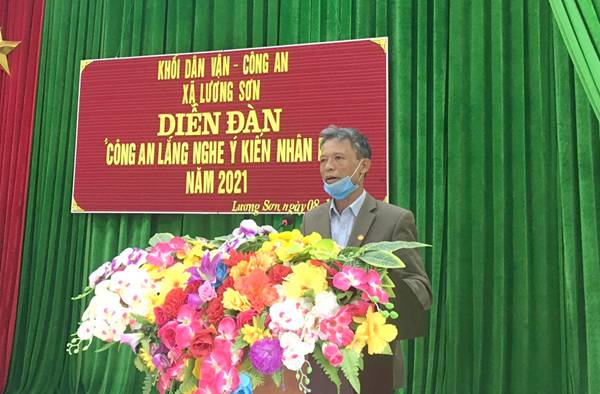 KHỐI DÂN VẬN - CÔNG AN
XÃ LƯƠNG SƠN
DIỄN ĐÀN
"CÔNG AN LẮNG NGHE Ý KIẾN NHÂN
NĂM 2021
Lương Sơn, ngày 08